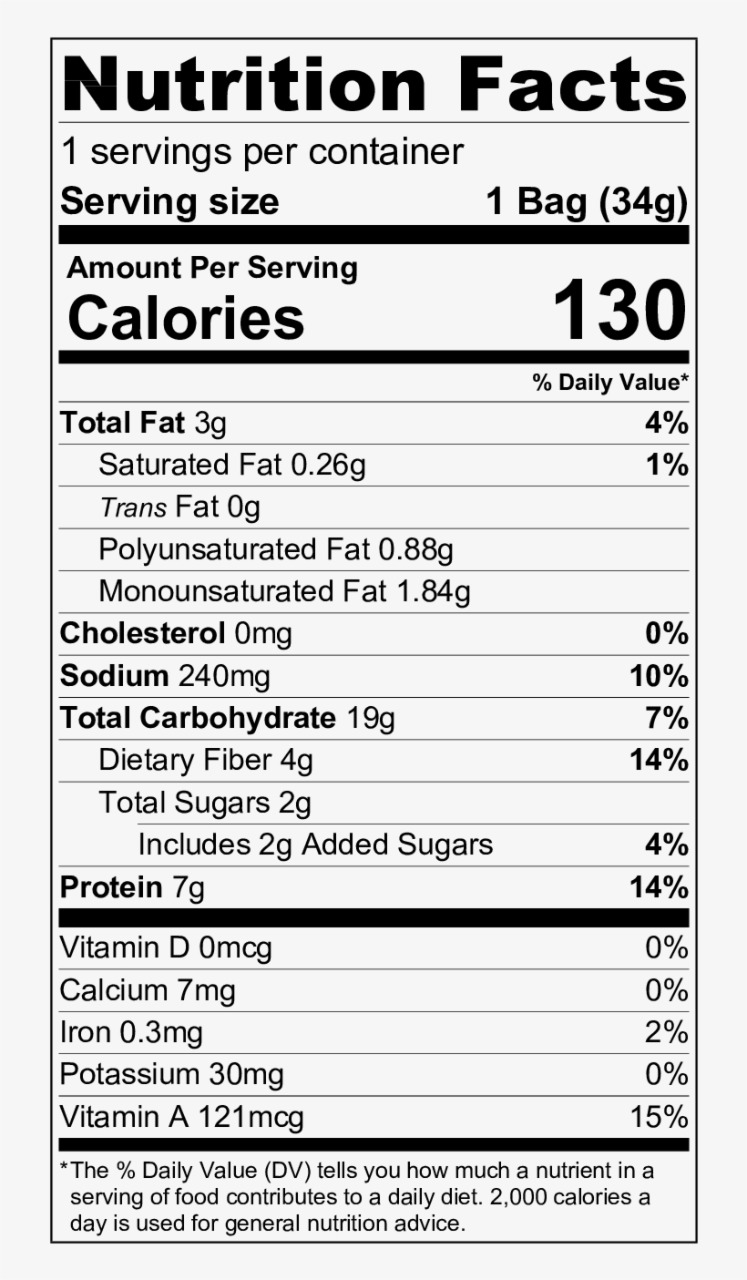 Nutrition Facts
1 servings per container
Serving size 1 Bag (34g)
Amount Per Serving
Calories 130
% Daily Value*
Total Fat 3g 4%
Saturated Fat 0.26g 1%
Trans Fat 0g
Polyunsaturated Fat 0.88g
Monounsaturated Fat 1.84g
Cholesterol 0mg 0%
Sodium 240mg 10%
Total Carbohydrate 19g 7%
Dietary Fiber 4g 14%
Total Sugars 2g
Includes 2g Added Sugars 4%
Protein 7g 14%
Vitamin D 0mcg 0%
Calcium 7mg 0%
Iron 0.3mg 2%
Potassium 30mg 0%
Vitamin A 121mcg 15%
*The % Daily Value (DV) tells you how much a nutrient in a
serving of food contributes to a daily diet. 2,000 calories a
day is used for general nutrition advice.